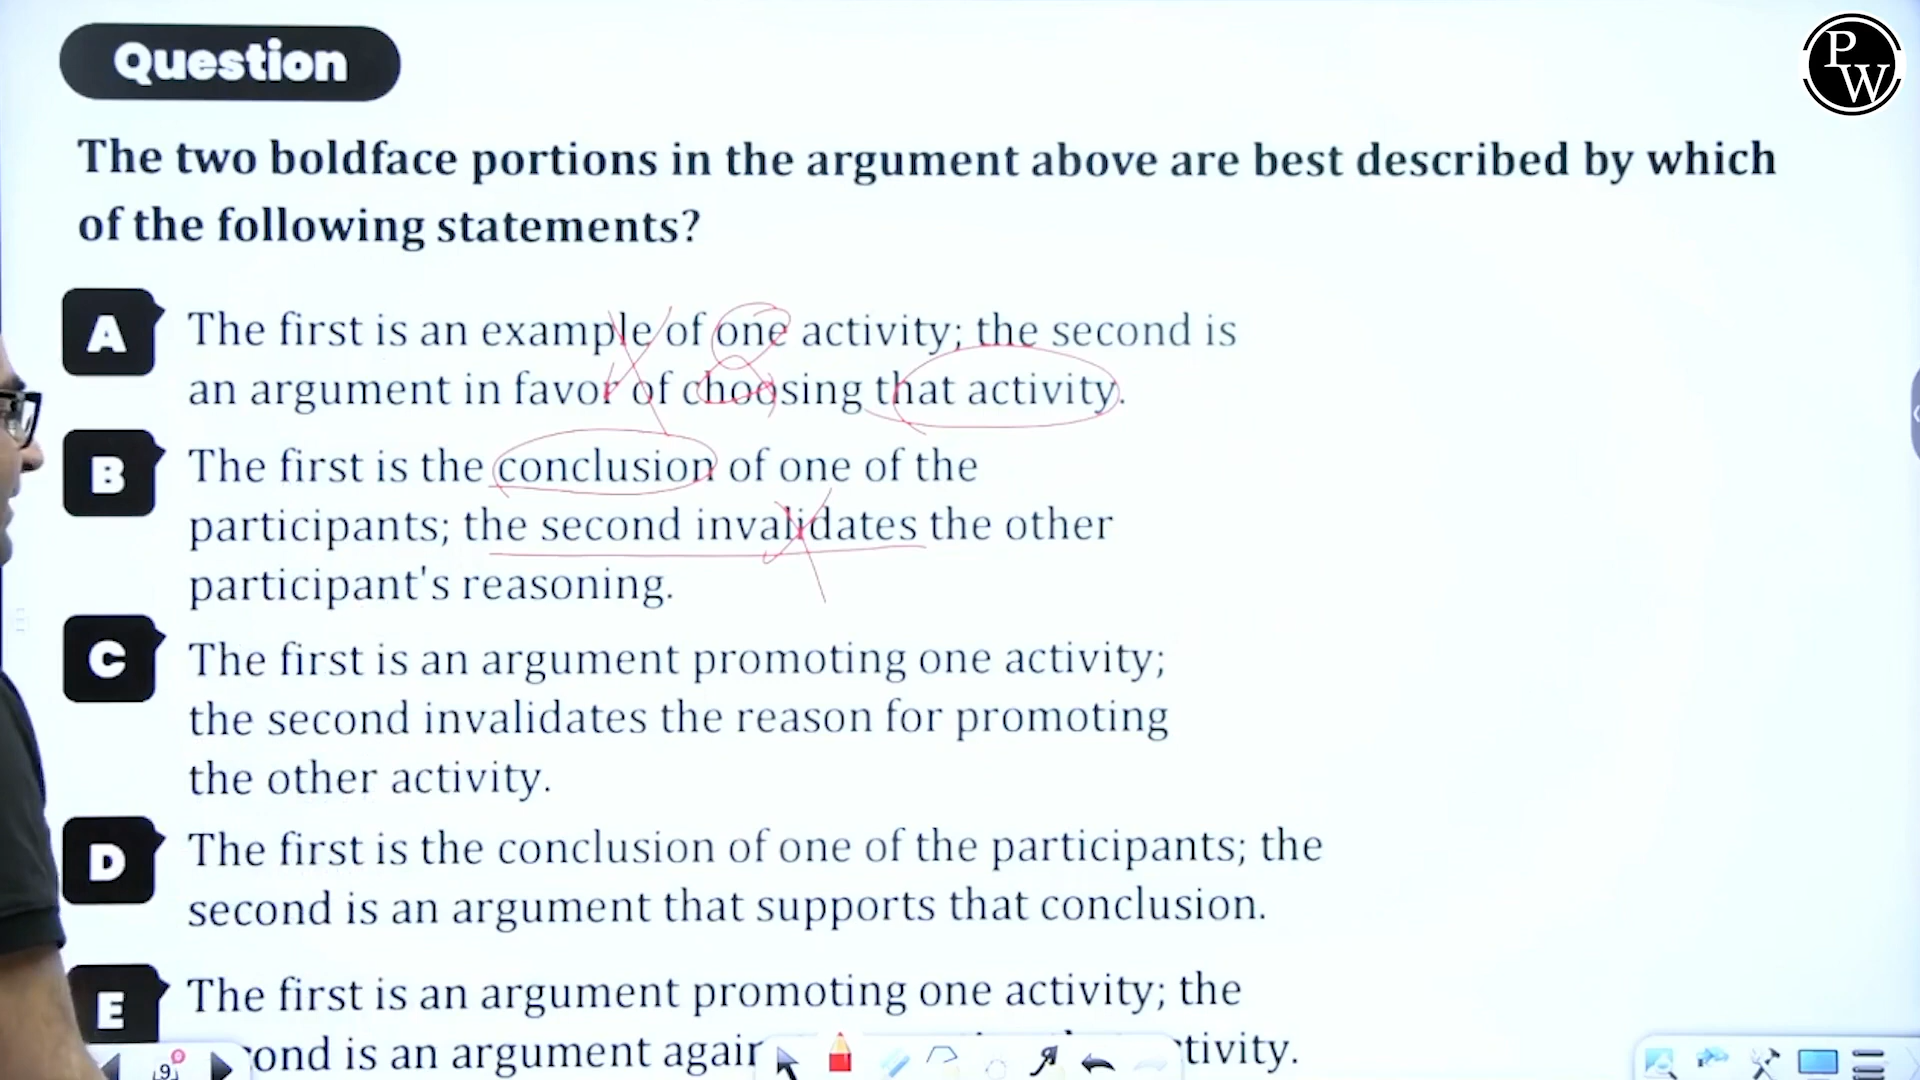 Question
PW
The two boldface portions in the argument above are best described by which
of the following statements?
A
The first is an example of one activity; the second is
an argument in favor of choosing that activity.
B
The first is the conclusion of one of the
participants; the second invalidates the other
participant's reasoning.
C
The first is an argument promoting one activity;
the second invalidates the reason for promoting
the other activity.
D
The first is the conclusion of one of the participants; the
second is an argument that supports that conclusion.
E
The first is an argument promoting one activity; the
is an argument
9